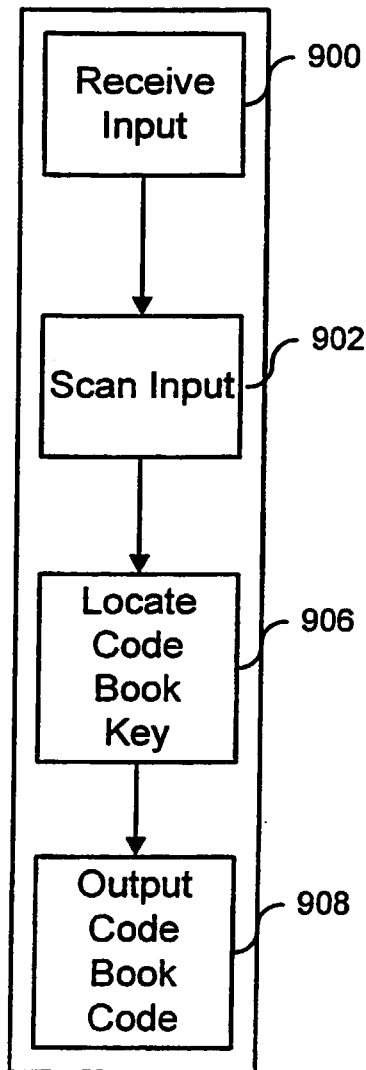 Receive
Input
900
Scan Input
902
Locate
Code
Book
Key
906
Output
Code
Book
Code
908